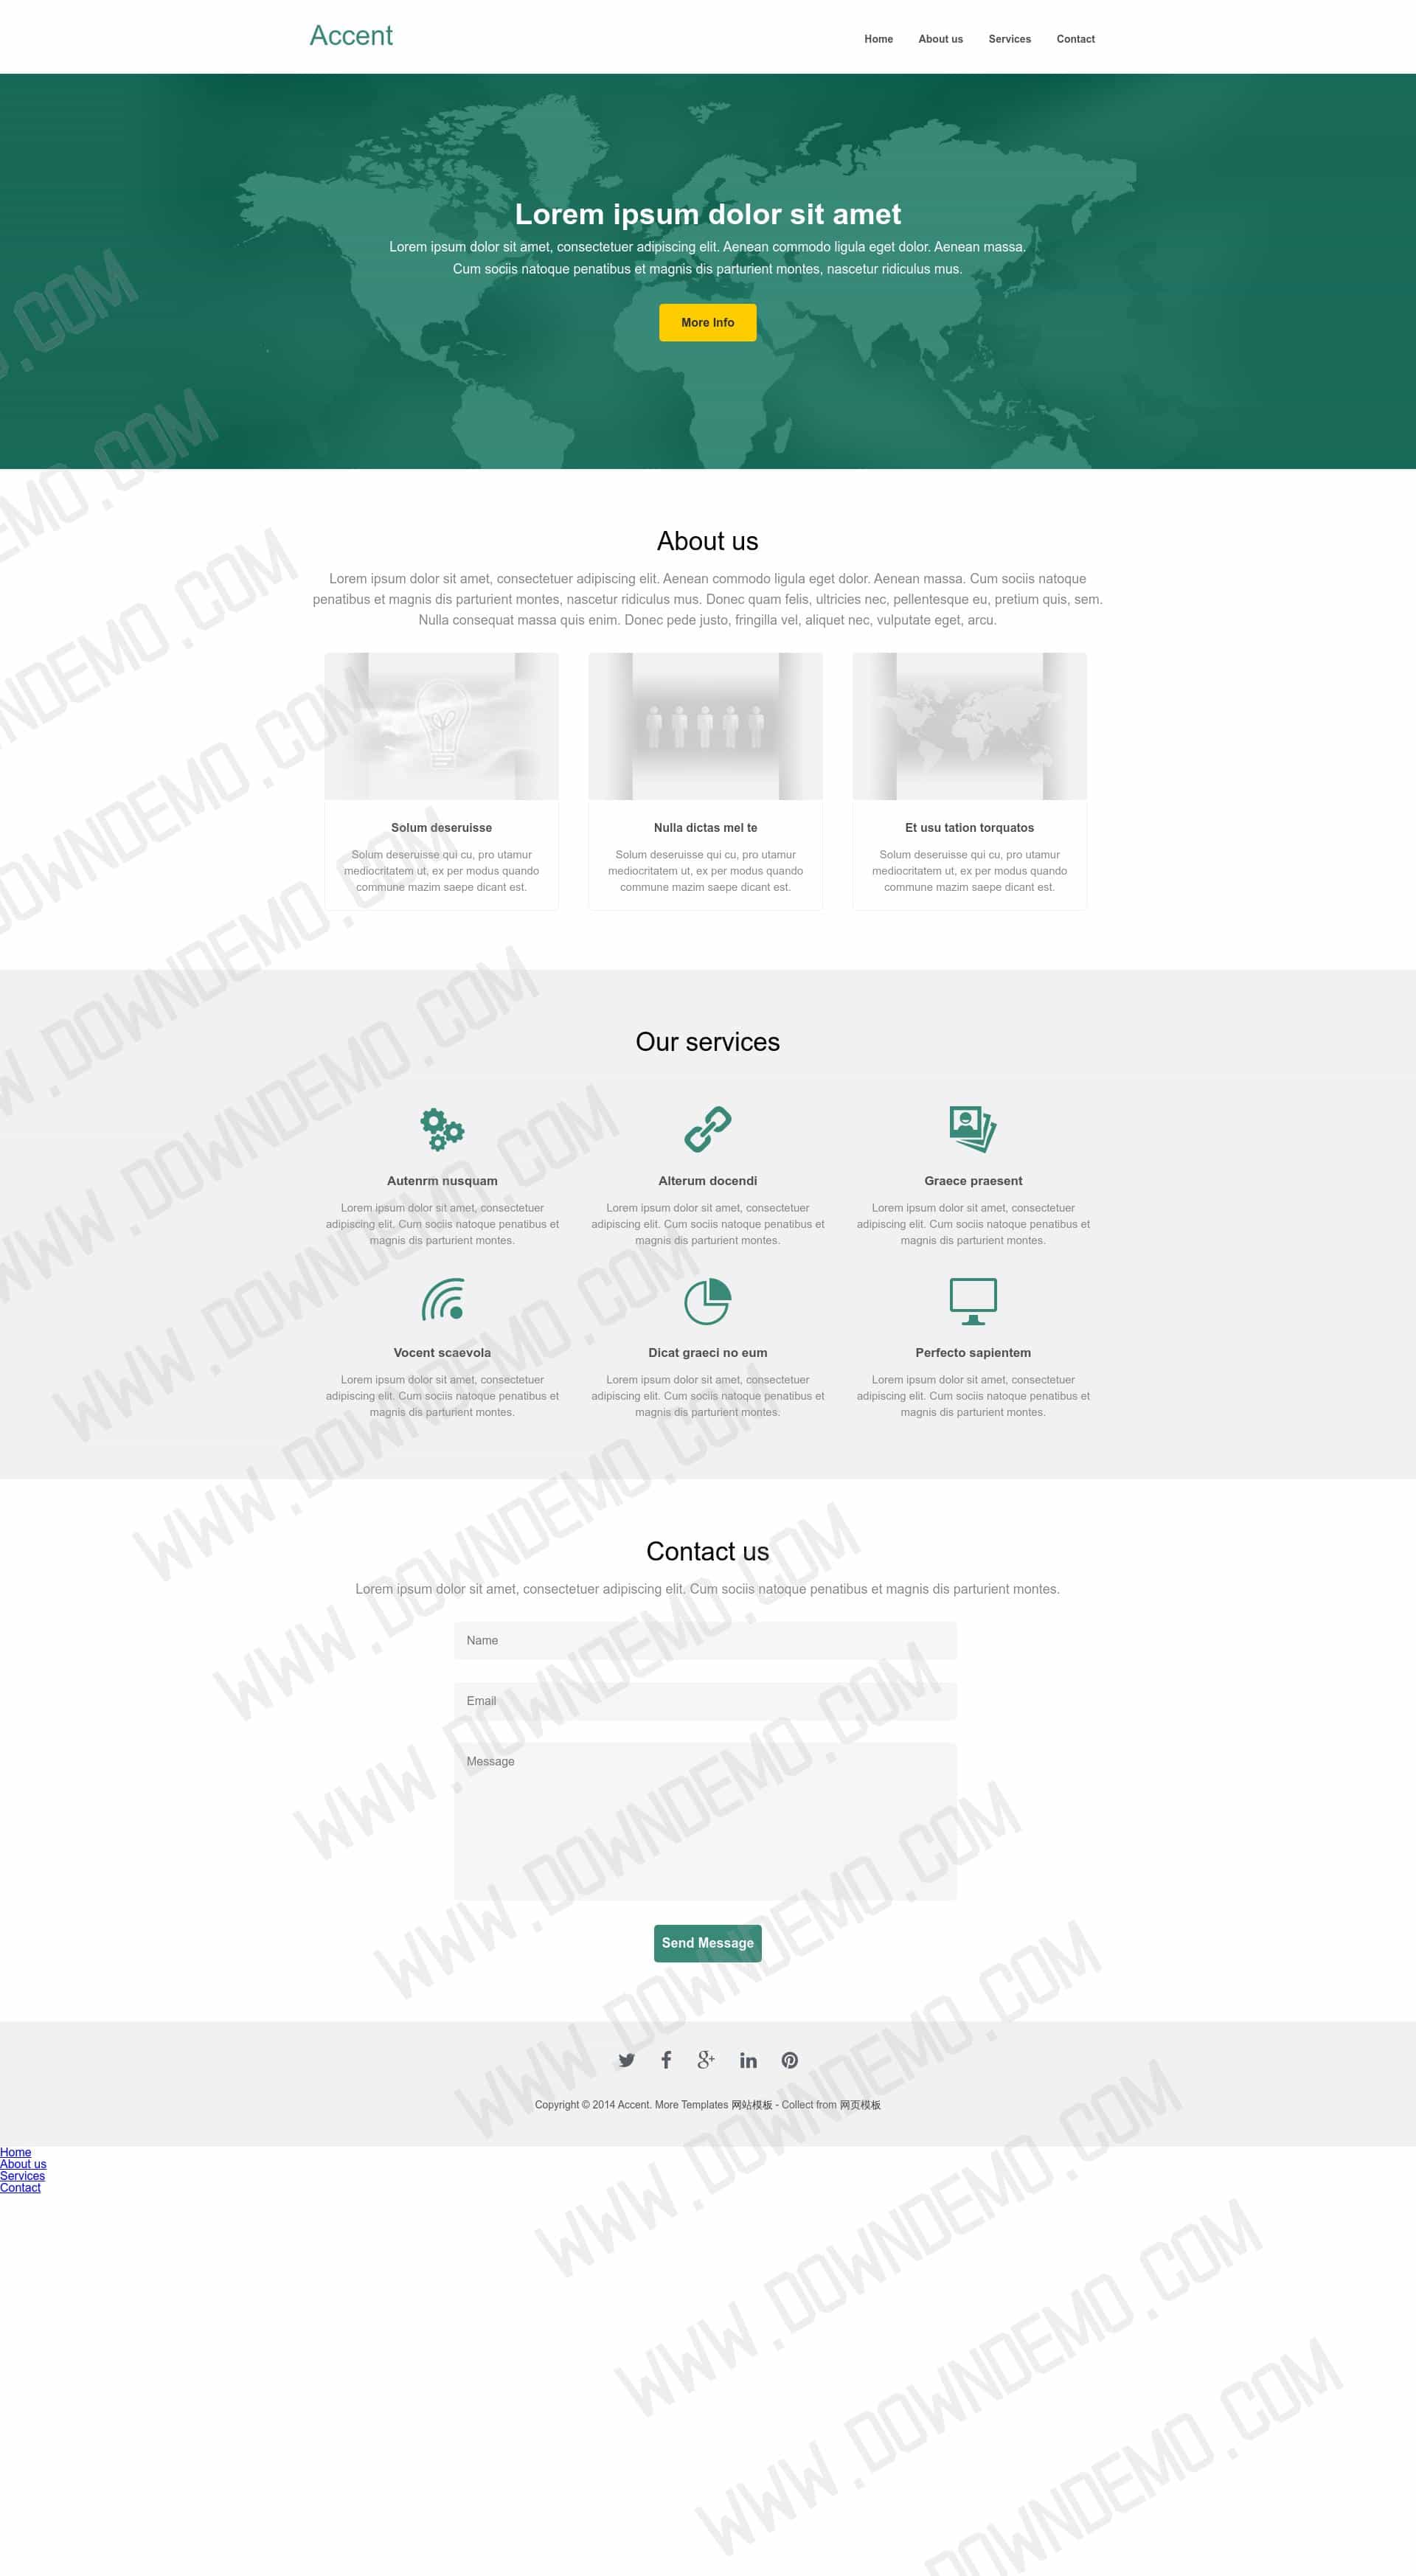 Accent
Home About us Services Contact
Lorem ipsum dolor sit amet
Lorem ipsum dolor sit amet, consectetuer adipiscing elit. Aenean commodo ligula eget dolor. Aenean massa.
Cum sociis natoque penatibus et magnis dis parturient montes, nascetur ridiculus mus.
More Info
About us
Lorem ipsum dolor sit amet, consectetuer adipiscing elit. Aenean commodo ligula eget dolor. Aenean massa. Cum sociis natoque
penatibus et magnis dis parturient montes, nascetur ridiculus mus. Donec quam felis, ultricies nec, pellentesque eu, pretium quis, sem.
Nulla consequat massa quis enim. Donec pede justo, fringilla vel, aliquet nec, vulputate eget, arcu.
Solum deseruisse
Solum deseruisse qui cu, pro utamur
mediocritatem ut, ex per modus quando
commune mazim saepe dicant est.
Nulla dictas mel te
Solum deseruisse qui cu, pro utamur
mediocritatem ut, ex per modus quando
commune mazim saepe dicant est.
Et usu tation torquatos
Solum deseruisse qui cu, pro utamur
mediocritatem ut, ex per modus quando
commune mazim saepe dicant est.
Our services
Autenrm nusquam
Lorem ipsum dolor sit amet, consectetuer
adipiscing elit. Cum sociis natoque penatibus et
magnis dis parturient montes.
Alterum docendi
Lorem ipsum dolor sit amet, consectetuer
adipiscing elit. Cum sociis natoque penatibus et
magnis dis parturient montes.
Graece praesent
Lorem ipsum dolor sit amet, consectetuer
adipiscing elit. Cum sociis natoque penatibus et
magnis dis parturient montes.
Vocent scaevola
Lorem ipsum dolor sit amet, consectetuer
adipiscing elit. Cum sociis natoque penatibus et
magnis dis parturient montes.
Dicat graeci no eum
Lorem ipsum dolor sit amet, consectetuer
adipiscing elit. Cum sociis natoque penatibus et
magnis dis parturient montes.
Perfecto sapientem
Lorem ipsum dolor sit amet, consectetuer
adipiscing elit. Cum sociis natoque penatibus et
magnis dis parturient montes.
Contact us
Lorem ipsum dolor sit amet, consectetuer adipiscing elit. Cum sociis natoque penatibus et magnis dis parturient montes.
Name
Email
Message
Send Message
Copyright © 2014 Accent. More Templates 网站模板 - Collect from 网页模板
Home
About us
Services
Contact
WWW.DOWNDEMO.COM